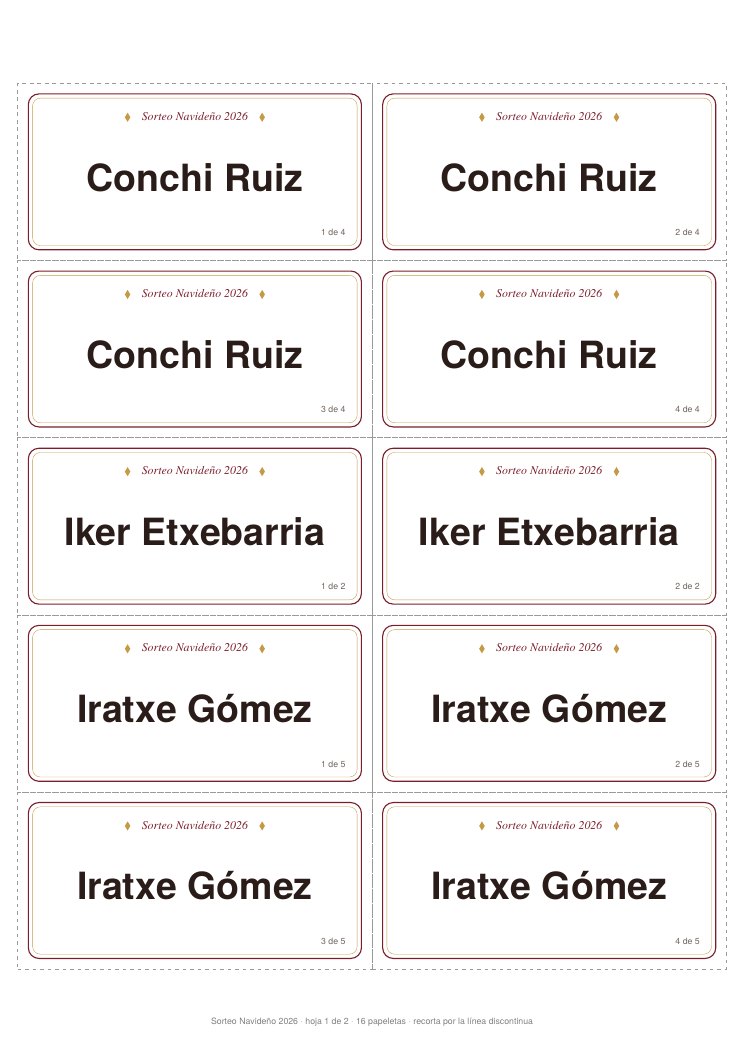 Sorteo Navideño 2026
Conchi Ruiz
1 de 4
Sorteo Navideño 2026
Conchi Ruiz
2 de 4
Sorteo Navideño 2026
Conchi Ruiz
3 de 4
Sorteo Navideño 2026
Conchi Ruiz
4 de 4
Sorteo Navideño 2026
Iker Etxebarria
1 de 2
Sorteo Navideño 2026
Iker Etxebarria
2 de 2
Sorteo Navideño 2026
Iratxe Gómez
1 de 5
Sorteo Navideño 2026
Iratxe Gómez
2 de 5
Sorteo Navideño 2026
Iratxe Gómez
3 de 5
Sorteo Navideño 2026
Iratxe Gómez
4 de 5
Sorteo Navideño 2026 · hoja 1 de 2 · 16 papeletas · recorta por la línea discontinua